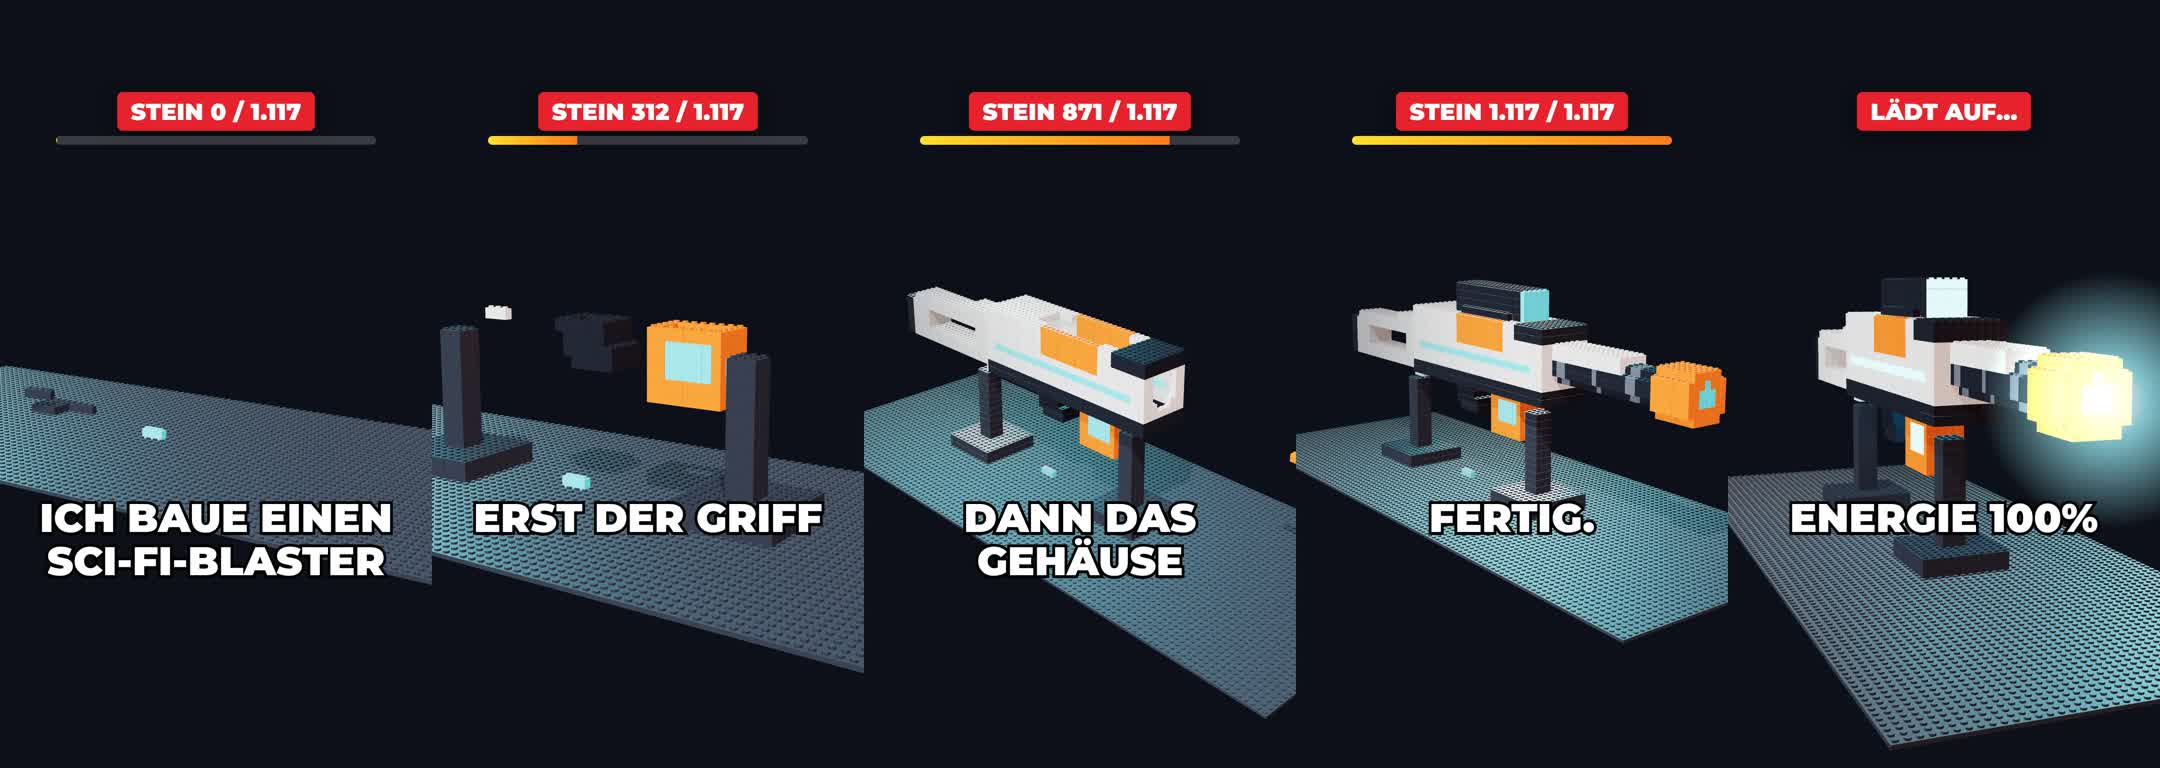 STEIN 0 / 1.117
ICH BAUE EINEN
SCI-FI-BLASTER
STEIN 312 / 1.117
ERST DER GRIFF
STEIN 871 / 1.117
DANN DAS
GEHÄUSE
STEIN 1.117 / 1.117
FERTIG.
LÄDT AUF...
ENERGIE 100%